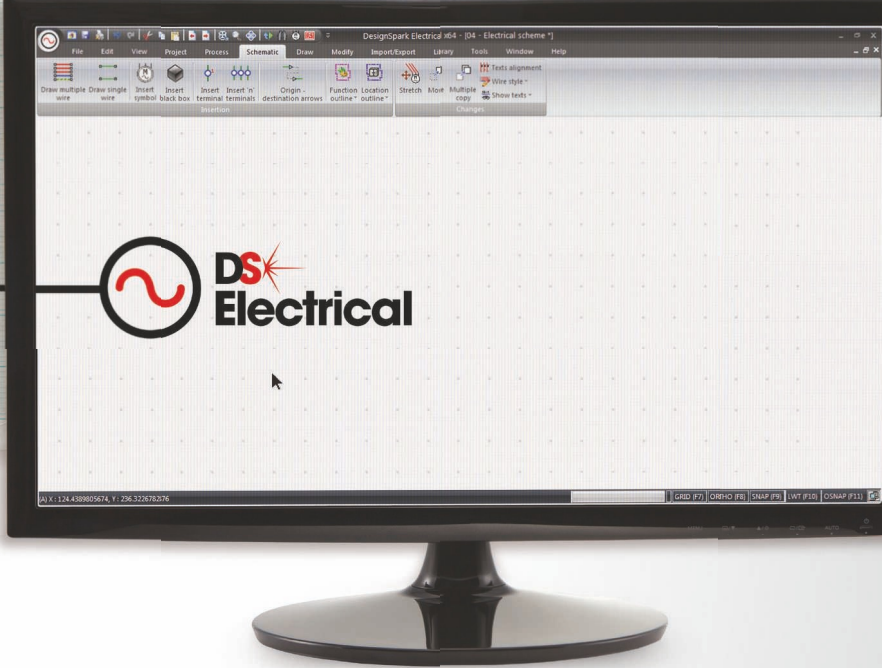 DesignSpark Electrical x64 - [04 - Electrical scheme *]
File Edit View Project Process Schematic Draw Modify Import/Export Library Tools Window Help
Draw multiple wire
Draw single wire
Insert symbol
Insert black box
Insert terminal
Insert 'n' terminals
Origin - destination arrows
Function outline
Location outline
Stretch
Move
Multiple copy
Texts alignment
Wire style
Show texts
Insertion
Changes
DS
Electrical
(A) X : 124.4389805674, Y : 236.3226782176
GRID (F7) ORTHO (F8) SNAP (F9) LWT (F10) OSNAP (F11)